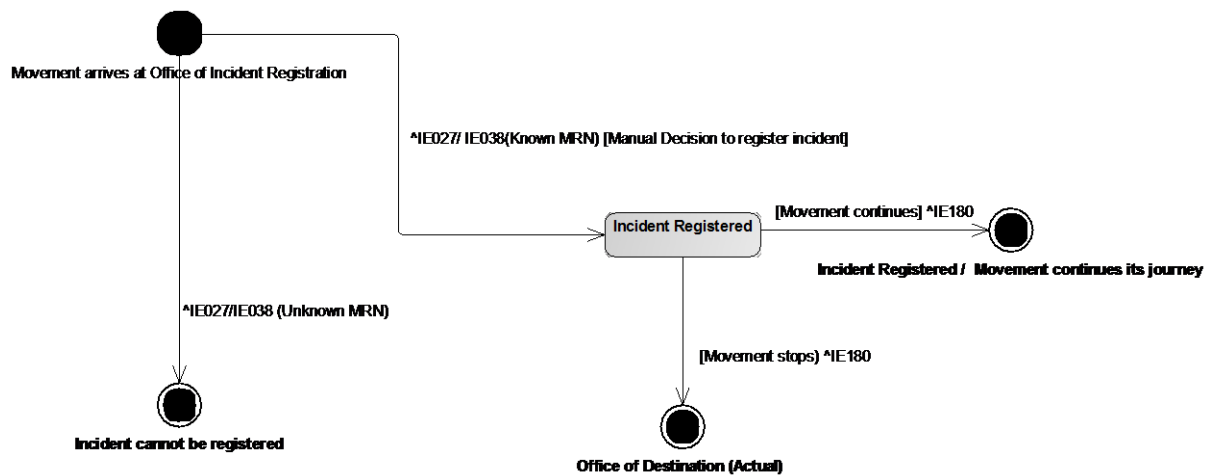 Movement arrives at Office of Incident Registration
^IE027/ IE038(Known MRN) [Manual Decision to register incident]
Incident Registered
[Movement continues] ^IE180
Incident Registered /  Movement continues its journey
^IE027/IE038 (Unknown MRN)
[Movement stops) ^IE180
Incident cannot be registered
Office of Destination (Actual)